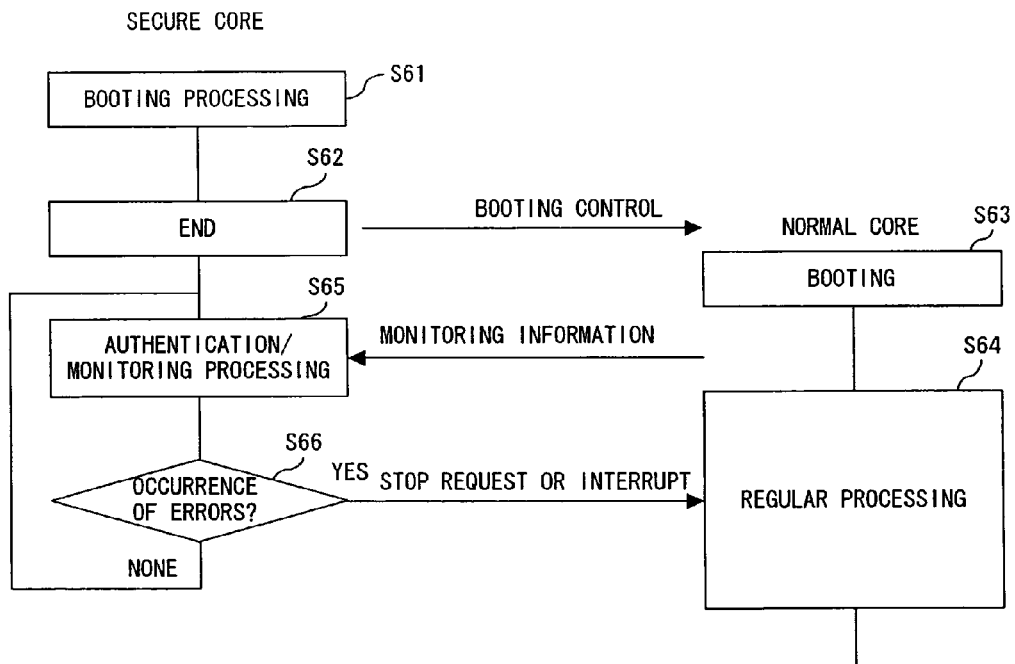 SECURE CORE
S61
BOOTING PROCESSING
S62
END
BOOTING CONTROL
NORMAL CORE
S63
BOOTING
S65
AUTHENTICATION/
MONITORING PROCESSING
MONITORING INFORMATION
S64
S66
OCCURRENCE
OF ERRORS?
YES
STOP REQUEST OR INTERRUPT
REGULAR PROCESSING
NONE